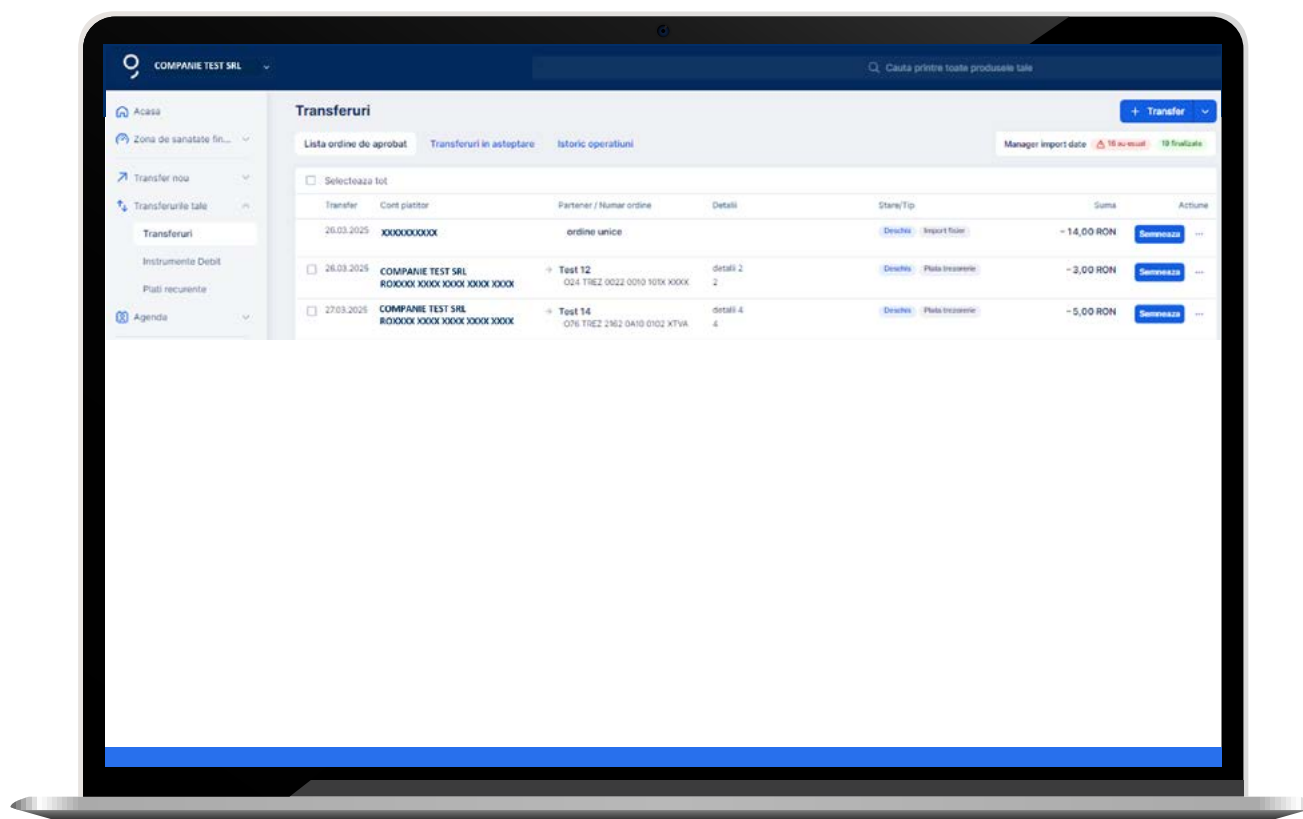 COMPANIE TEST SRL
Cauta printre toate produsele tale
Acasa
Zona de sanatate fin...
Transfer nou
Transferurile tale
Transferuri
Instrumente Debit
Plati recurente
Agenda
Transferuri
+ Transfer
Lista ordine de aprobat Transferuri in asteptare Istoric operatiuni
Manager import date au esuat 19 finalizate
Selecteaza tot
Transfer Cont platitor Partener / Numar ordine Detalii Stare/Tip Suma Actiune
26.03.2025 XXXXXXXXXX ordine unice Deschis Import fisier - 14,00 RON Semneaza ...
26.03.2025 COMPANIE TEST SRL → Test 12 detalii 2 Deschis Plata trezorerie - 3,00 RON Semneaza ...
ROXXXX XXXX XXXX XXXX XXXX O24 TREZ 0022 0010 101X XXXX 2
27.03.2025 COMPANIE TEST SRL → Test 14 detalii 4 Deschis Plata trezorerie - 5,00 RON Semneaza ...
ROXXXX XXXX XXXX XXXX XXXX O76 TREZ 2162 0A10 0102 XTVA 4